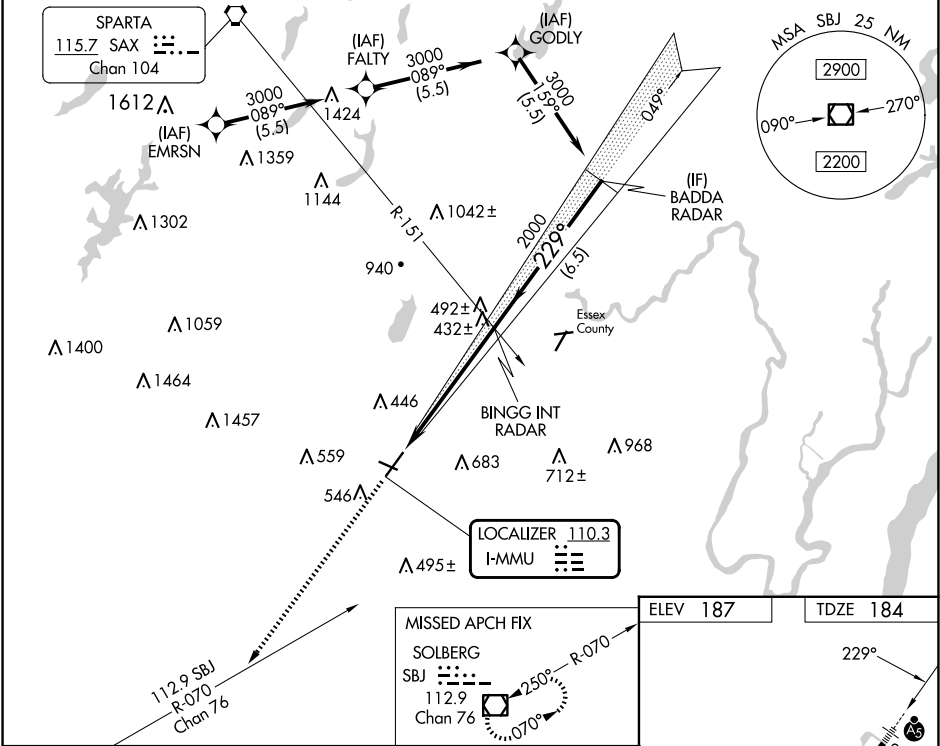 SPARTA
115.7 SAX
Chan 104
(IAF)
FALTY
(IAF)
GODLY
3000
089°
(5.5)
3000
159°
(5.5)
1612
3000
089°
(5.5)
1424
(IAF)
EMRSN
1359
1144
1302
1042±
R-151
940
049°
(IF)
BADDA
RADAR
2000
229°
(6.5)
MSA SBJ 25 NM
2900
090°
270°
2200
492±
432±
Essex
County
1059
1400
1464
1457
446
BINGG INT
RADAR
559
683
712±
968
546
LOCALIZER 110.3
I-MMU
495±
112.9 SBJ
R-070
Chan 76
MISSED APCH FIX
SOLBERG
SBJ
112.9
Chan 76
250°
R-070
070°
ELEV 187
TDZE 184
229°
A5